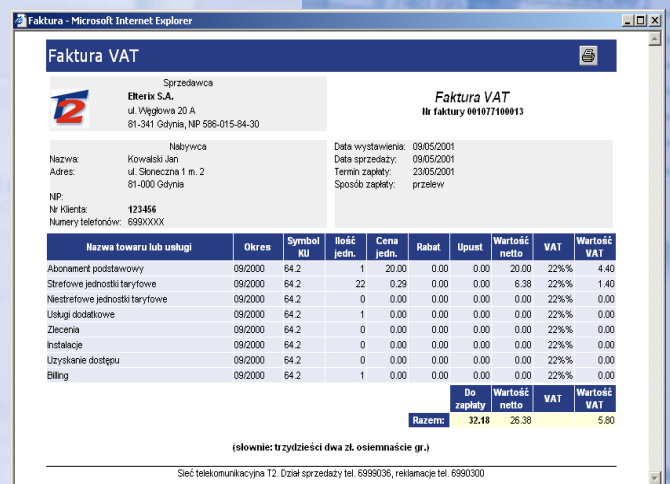 Faktura - Microsoft Internet Explorer
Faktura VAT
T2
Sprzedawca
Elterix S.A.
ul. Węglowa 20 A
81-341 Gdynia, NIP 586-015-84-30
Faktura VAT
Nr faktury 001077100013
Nabywca
Nazwa: Kowalski Jan
Adres: ul. Słoneczna 1 m. 2
81-000 Gdynia
NIP:
Nr Klienta: 123456
Numery telefonów: 699XXXX
Data wystawienia: 09/05/2001
Data sprzedaży: 09/05/2001
Termin zapłaty: 23/05/2001
Sposób zapłaty: przelew
Nazwa towaru lub usługi Okres Symbol KU Ilość jedn. Cena jedn. Rabat Upust Wartość netto VAT Wartość VAT
Abonament podstawowy 09/2000 64.2 1 20.00 0.00 0.00 20.00 22%% 4.40
Strefowe jednostki taryfowe 09/2000 64.2 22 0.29 0.00 0.00 6.38 22%% 1.40
Niestrefowe jednostki taryfowe 09/2000 64.2 0 0.00 0.00 0.00 0.00 22%% 0.00
Usługi dodatkowe 09/2000 64.2 1 0.00 0.00 0.00 0.00 22%% 0.00
Zlecenia 09/2000 64.2 0 0.00 0.00 0.00 0.00 22%% 0.00
Instalacje 09/2000 64.2 0 0.00 0.00 0.00 0.00 22%% 0.00
Uzyskanie dostępu 09/2000 64.2 0 0.00 0.00 0.00 0.00 22%% 0.00
Billing 09/2000 64.2 1 0.00 0.00 0.00 0.00 22%% 0.00
Do zapłaty Wartość netto VAT Wartość VAT
Razem: 32.18 26.38 5.80
(słownie: trzydzieści dwa zł. osiemnaście gr.)
Sieć telekomunikacyjna T2. Dział sprzedaży tel. 6999036, reklamacje tel. 6990300